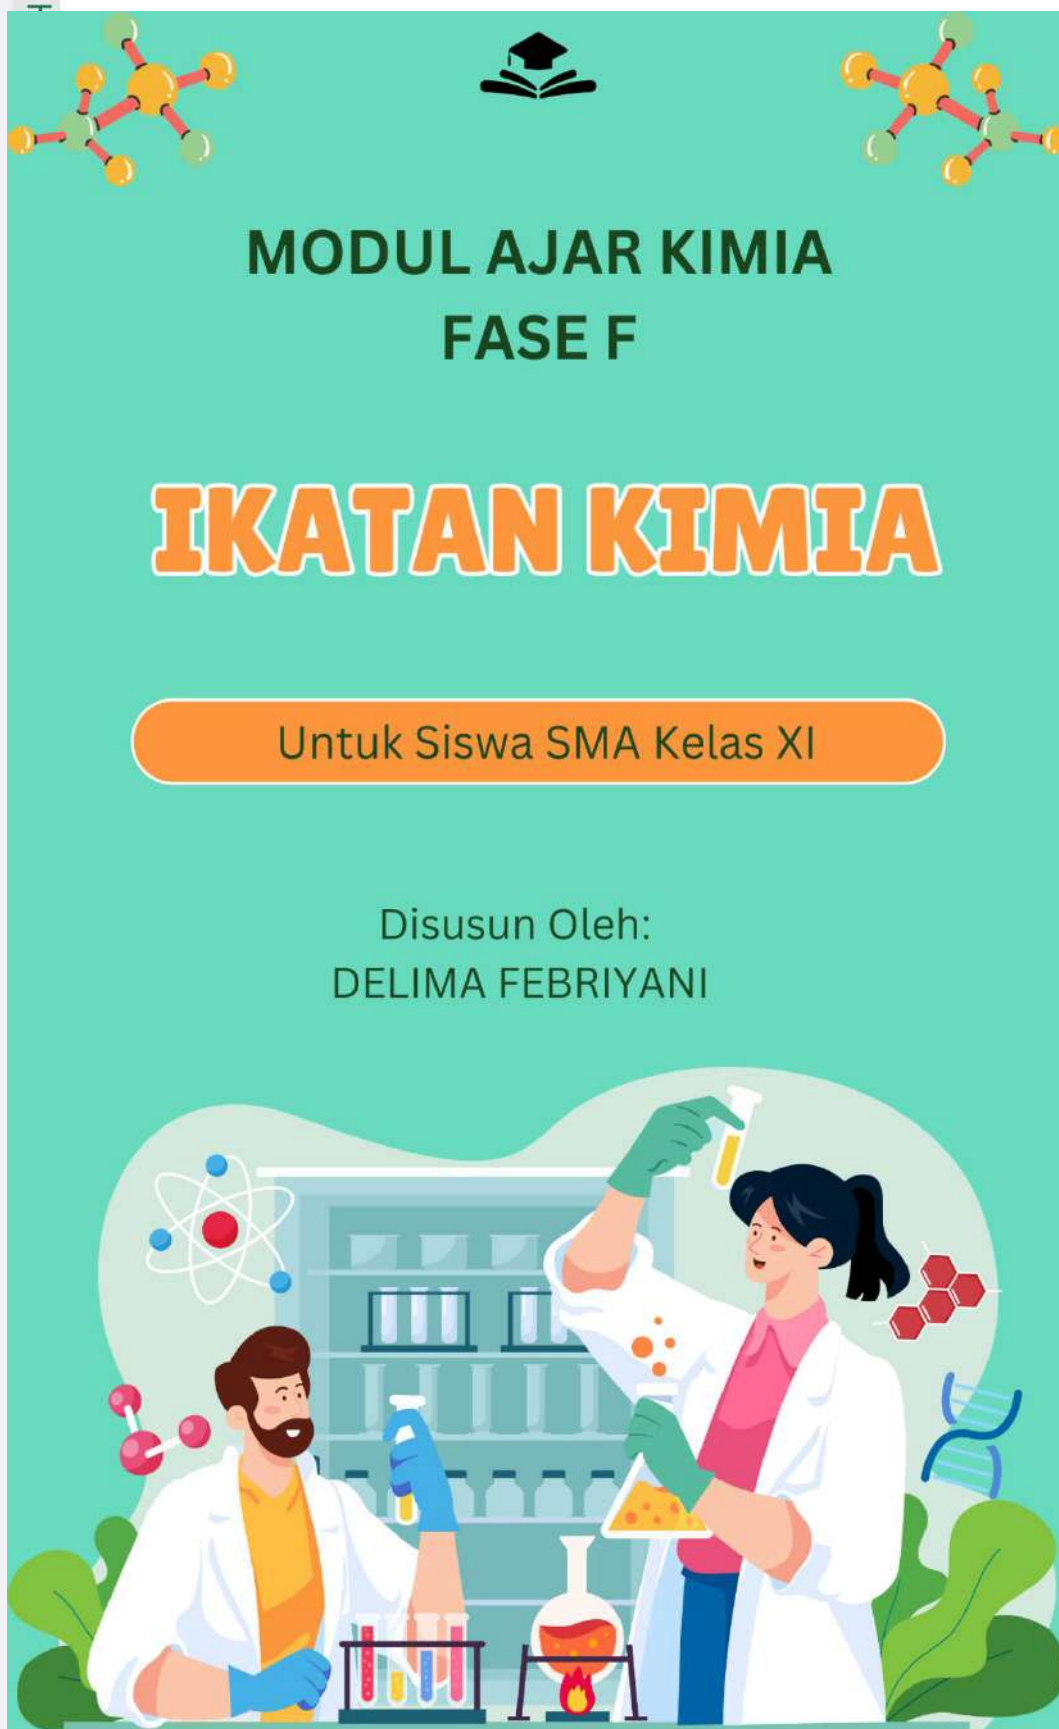 MODUL AJAR KIMIA
FASE F
IKATAN KIMIA
Untuk Siswa SMA Kelas XI
Disusun Oleh:
DELIMA FEBRIYANI